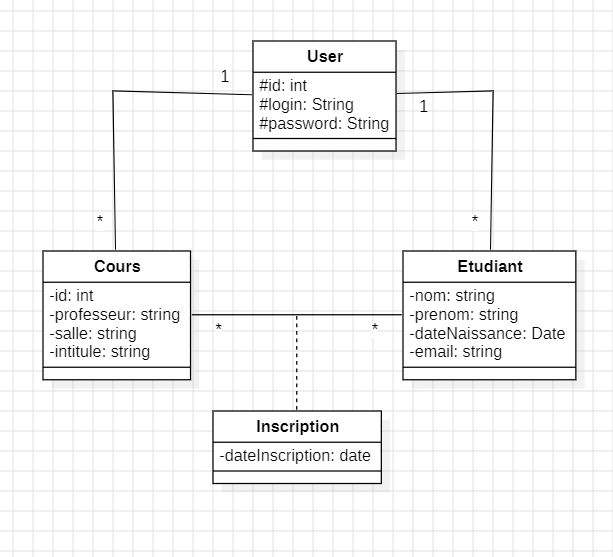 User
#id: int
#login: String
#password: String
1
1
*
*
Cours
-id: int
-professeur: string
-salle: string
-intitule: string
Etudiant
-nom: string
-prenom: string
-dateNaissance: Date
-email: string
*
*
Inscription
-dateInscription: date